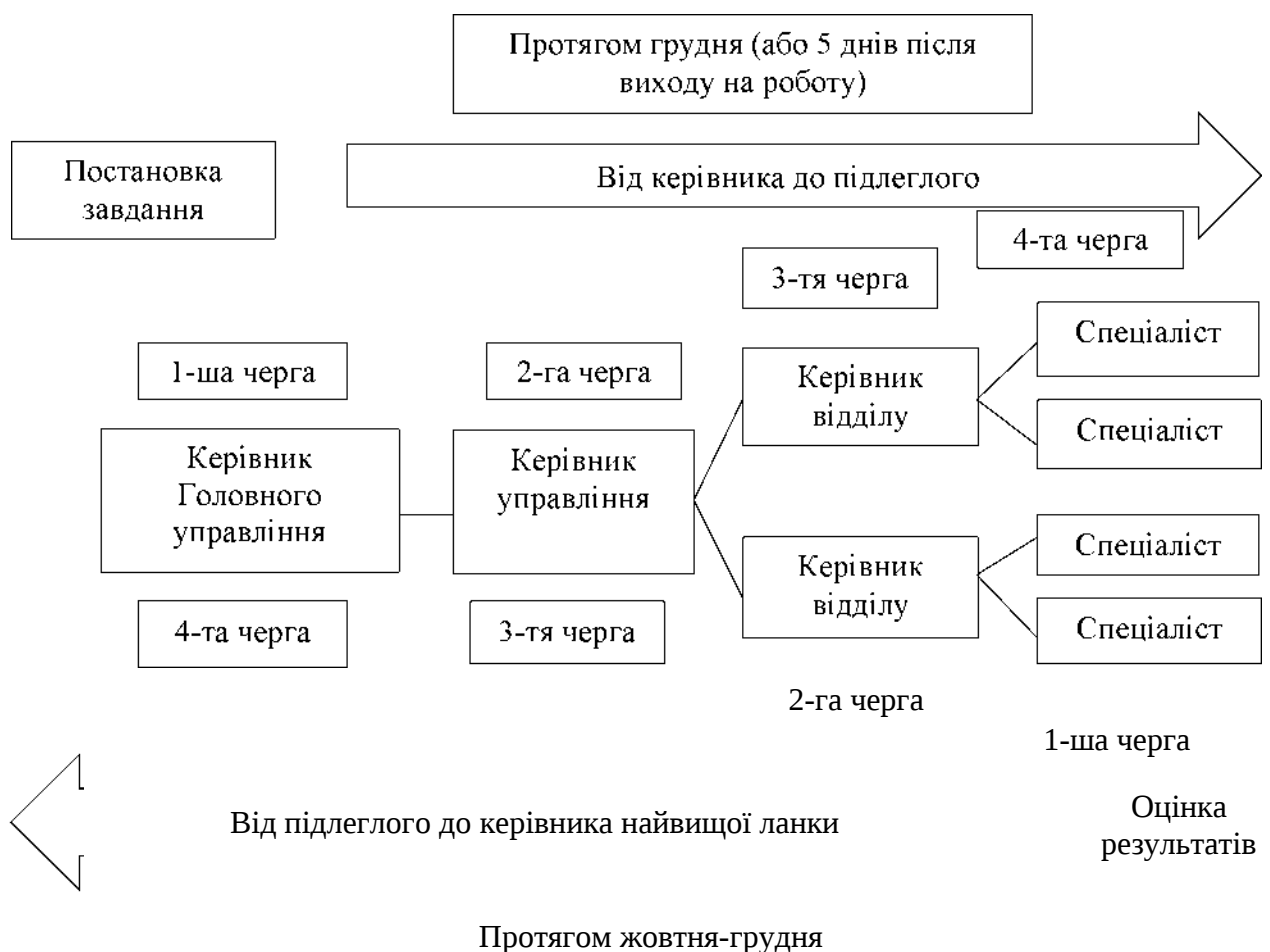 Протягом грудня (або 5 днів після
виходу на роботу)
Постановка
завдання
Від керівника до підлеглого
4-та черга
3-тя черга
1-ша черга
2-га черга
Спеціаліст
Керівник
відділу
Спеціаліст
Керівник
Головного
управління
Керівник
управління
Спеціаліст
Керівник
відділу
Спеціаліст
4-та черга
3-тя черга
2-га черга
1-ша черга
Від підлеглого до керівника найвищої ланки
Оцінка
результатів
Протягом жовтня-грудня